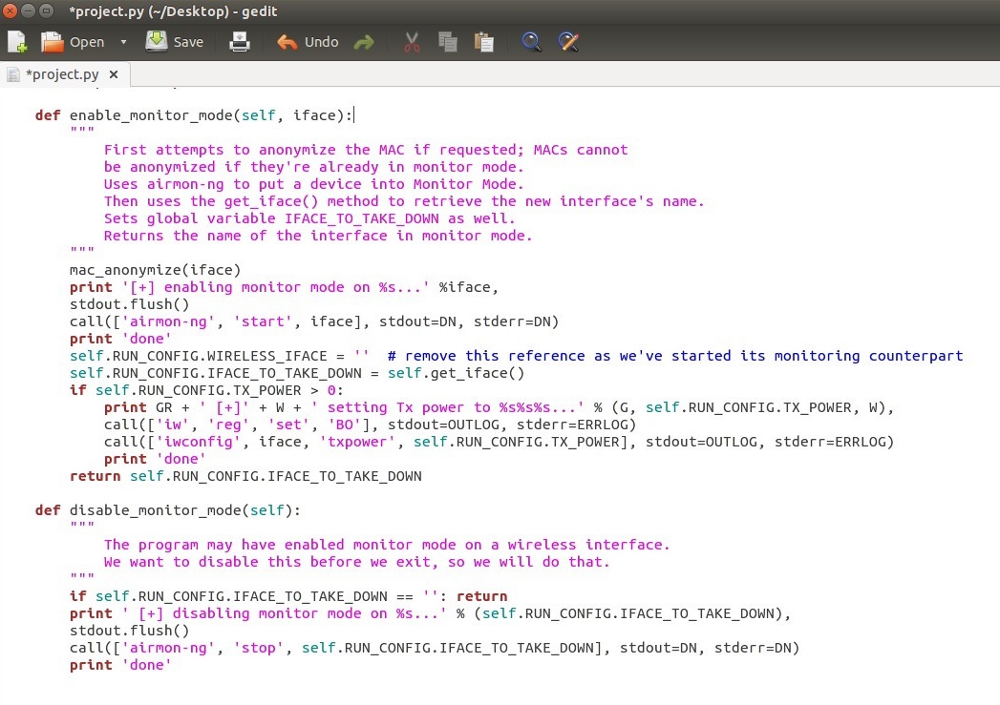 *project.py (~/Desktop) - gedit
Open Save Undo
*project.py
def enable_monitor_mode(self, iface):
"""
First attempts to anonymize the MAC if requested; MACs cannot
be anonymized if they're already in monitor mode.
Uses airmon-ng to put a device into Monitor Mode.
Then uses the get_iface() method to retrieve the new interface's name.
Sets global variable IFACE_TO_TAKE_DOWN as well.
Returns the name of the interface in monitor mode.
"""
mac_anonymize(iface)
print '[+] enabling monitor mode on %s...' %iface,
stdout.flush()
call(['airmon-ng', 'start', iface], stdout=DN, stderr=DN)
print 'done'
self.RUN_CONFIG.WIRELESS_IFACE = ''  # remove this reference as we've started its monitoring counterpart
self.RUN_CONFIG.IFACE_TO_TAKE_DOWN = self.get_iface()
if self.RUN_CONFIG.TX_POWER > 0:
print GR + ' [+]' + W + ' setting Tx power to %s%s%s...' % (G, self.RUN_CONFIG.TX_POWER, W),
call(['iw', 'reg', 'set', 'BO'], stdout=OUTLOG, stderr=ERRLOG)
call(['iwconfig', iface, 'txpower', self.RUN_CONFIG.TX_POWER], stdout=OUTLOG, stderr=ERRLOG)
print 'done'
return self.RUN_CONFIG.IFACE_TO_TAKE_DOWN
def disable_monitor_mode(self):
"""
The program may have enabled monitor mode on a wireless interface.
We want to disable this before we exit, so we will do that.
"""
if self.RUN_CONFIG.IFACE_TO_TAKE_DOWN == '': return
print ' [+] disabling monitor mode on %s...' % (self.RUN_CONFIG.IFACE_TO_TAKE_DOWN),
stdout.flush()
call(['airmon-ng', 'stop', self.RUN_CONFIG.IFACE_TO_TAKE_DOWN], stdout=DN, stderr=DN)
print 'done'